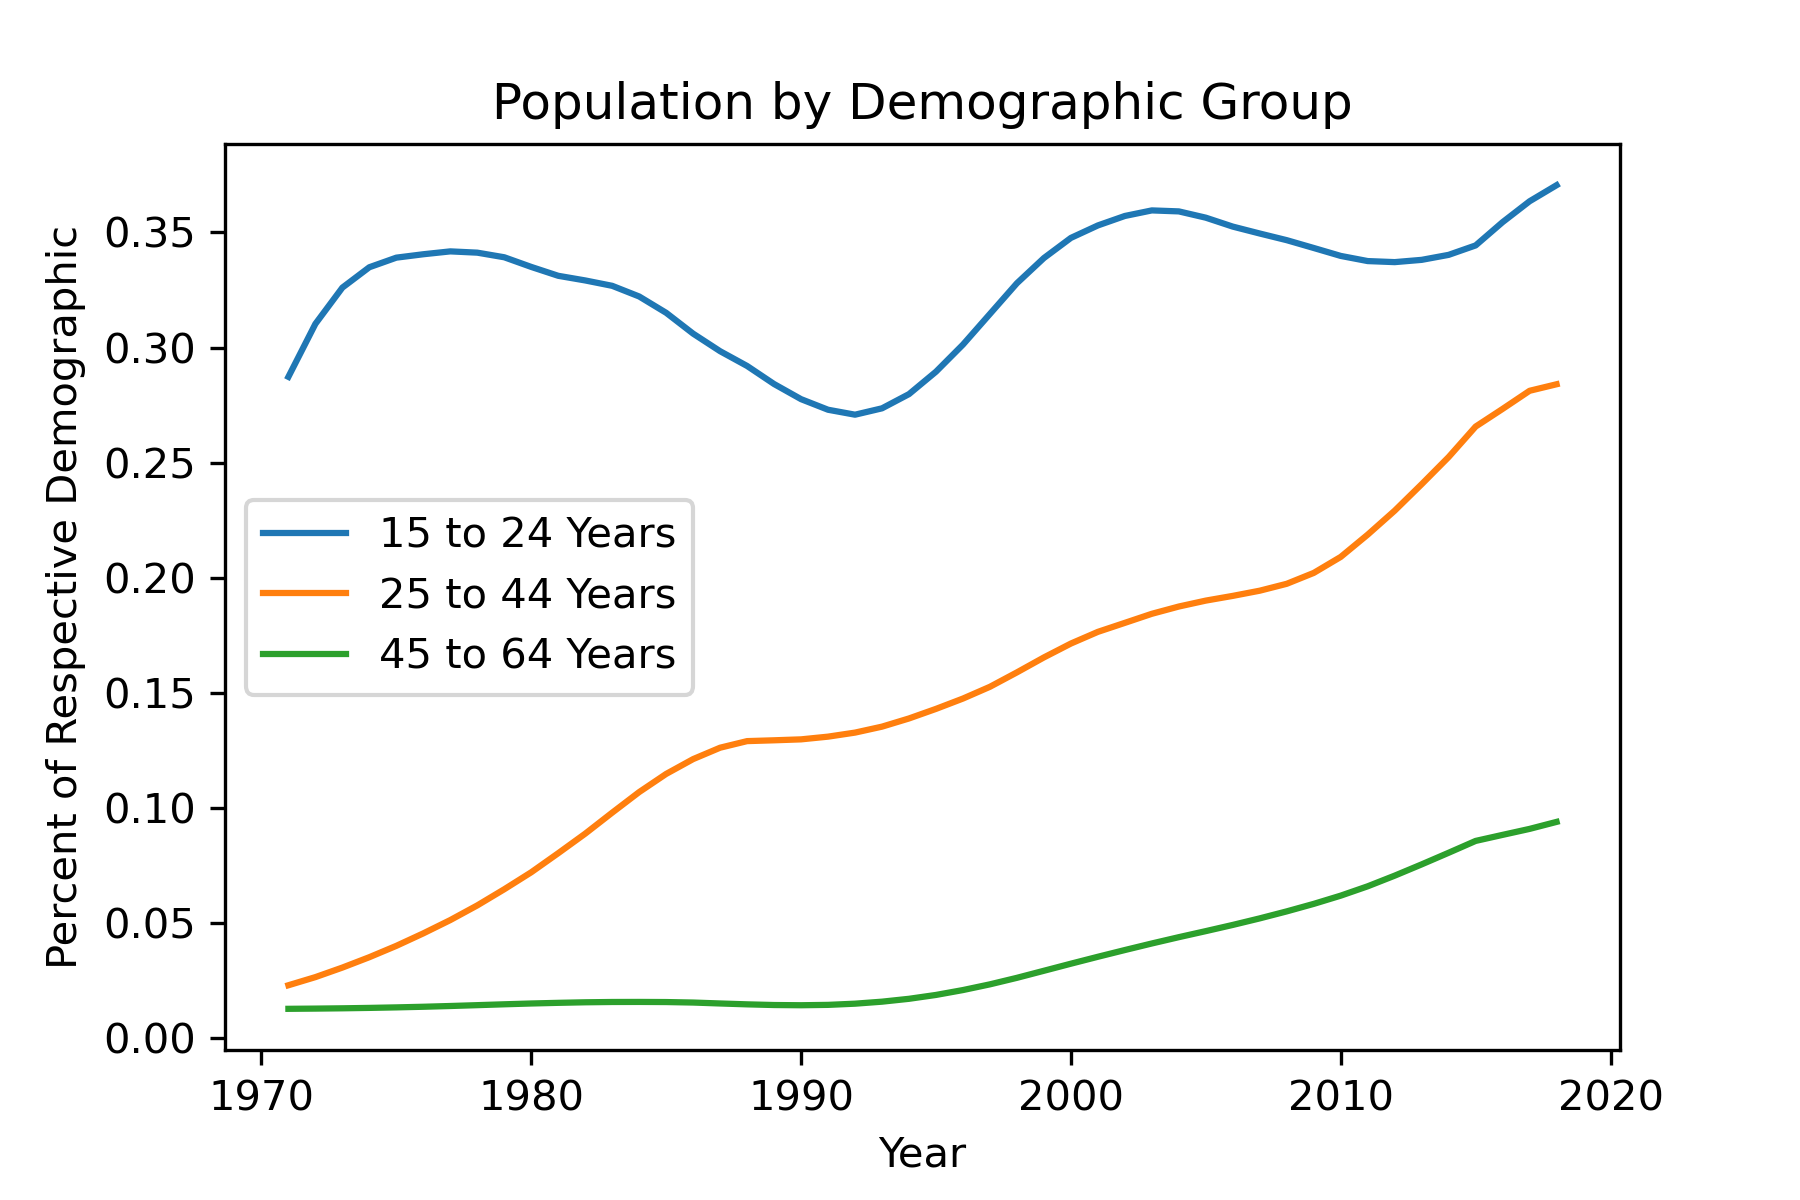 Population by Demographic Group
Percent of Respective Demographic
0.35
0.30
0.25
0.20
0.15
0.10
0.05
0.00
15 to 24 Years
25 to 44 Years
45 to 64 Years
1970 1980 1990 2000 2010 2020
Year